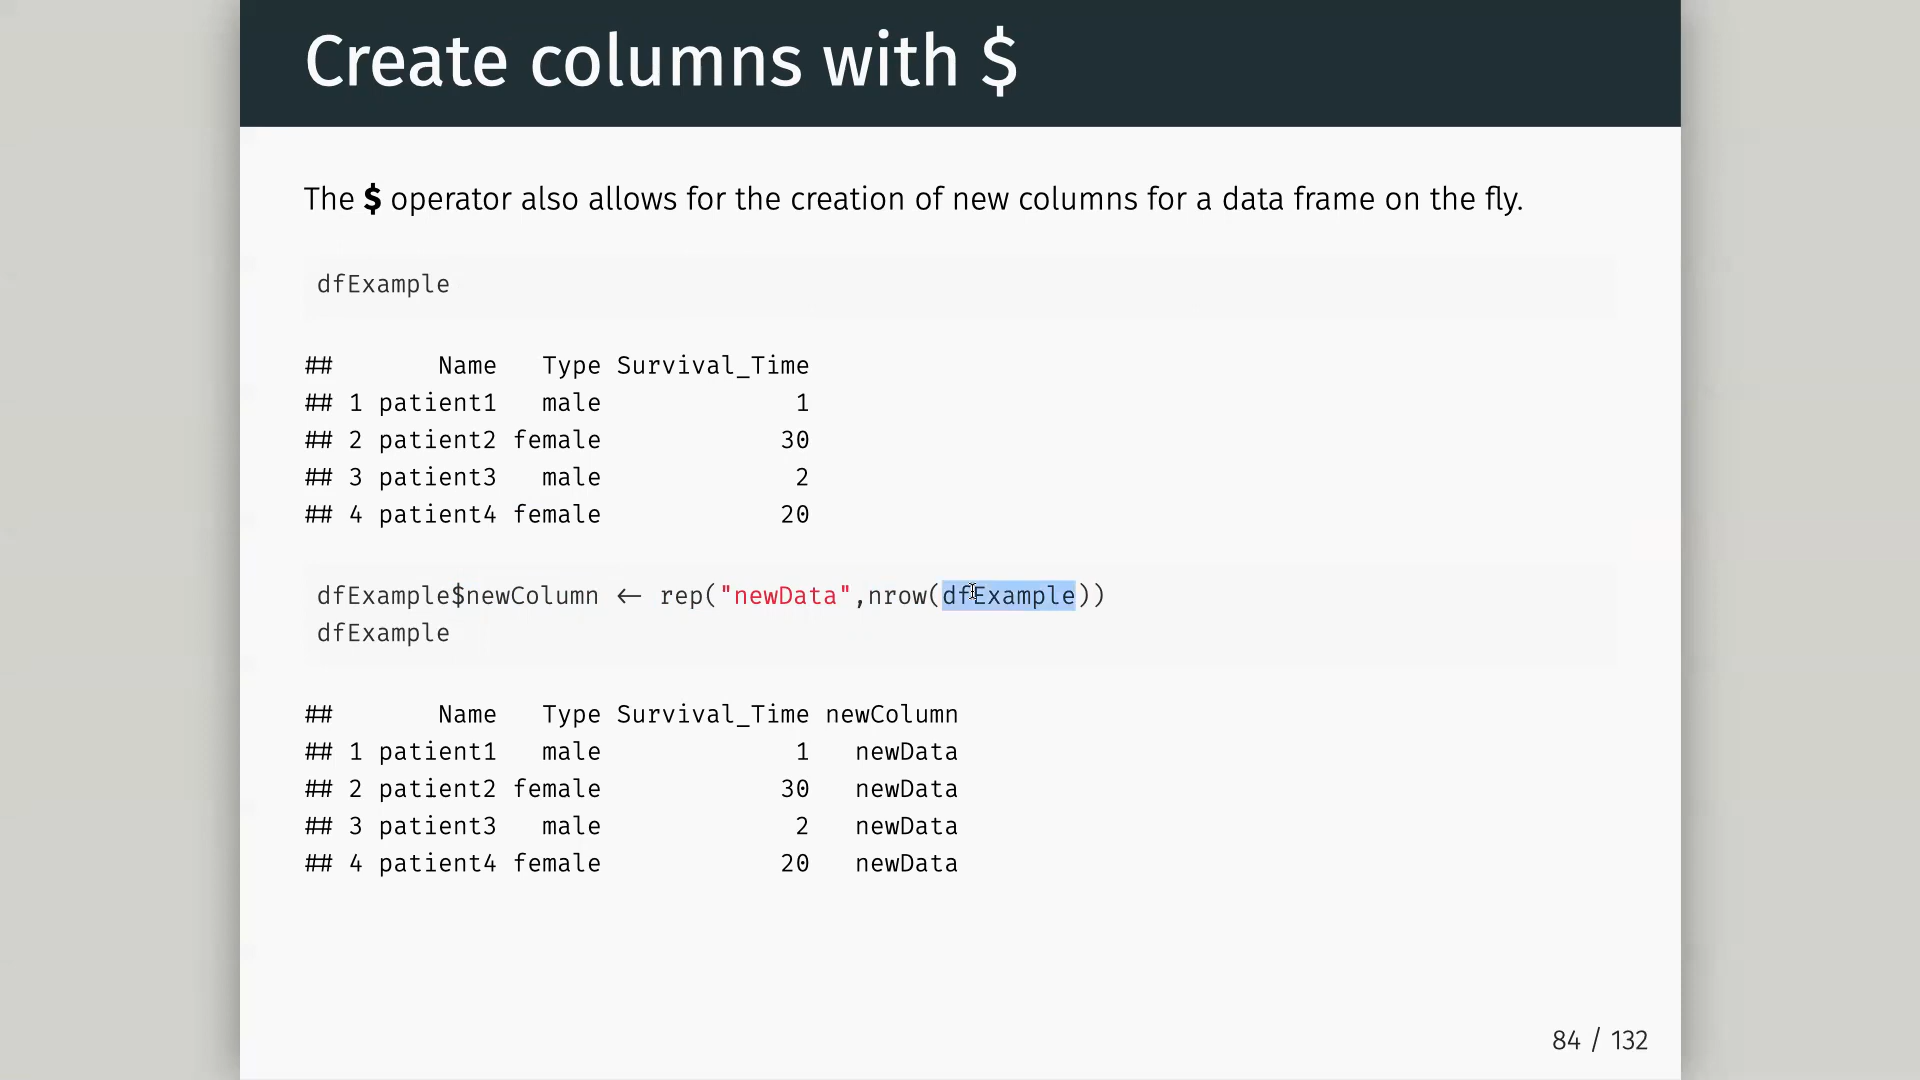 Create columns with $
The $ operator also allows for the creation of new columns for a data frame on the fly.
dfExample
##       Name   Type Survival_Time
## 1 patient1   male             1
## 2 patient2 female            30
## 3 patient3   male             2
## 4 patient4 female            20
dfExample$newColumn <- rep("newData",nrow(dfExample))
dfExample
##       Name   Type Survival_Time newColumn
## 1 patient1   male             1   newData
## 2 patient2 female            30   newData
## 3 patient3   male             2   newData
## 4 patient4 female            20   newData
84 / 132